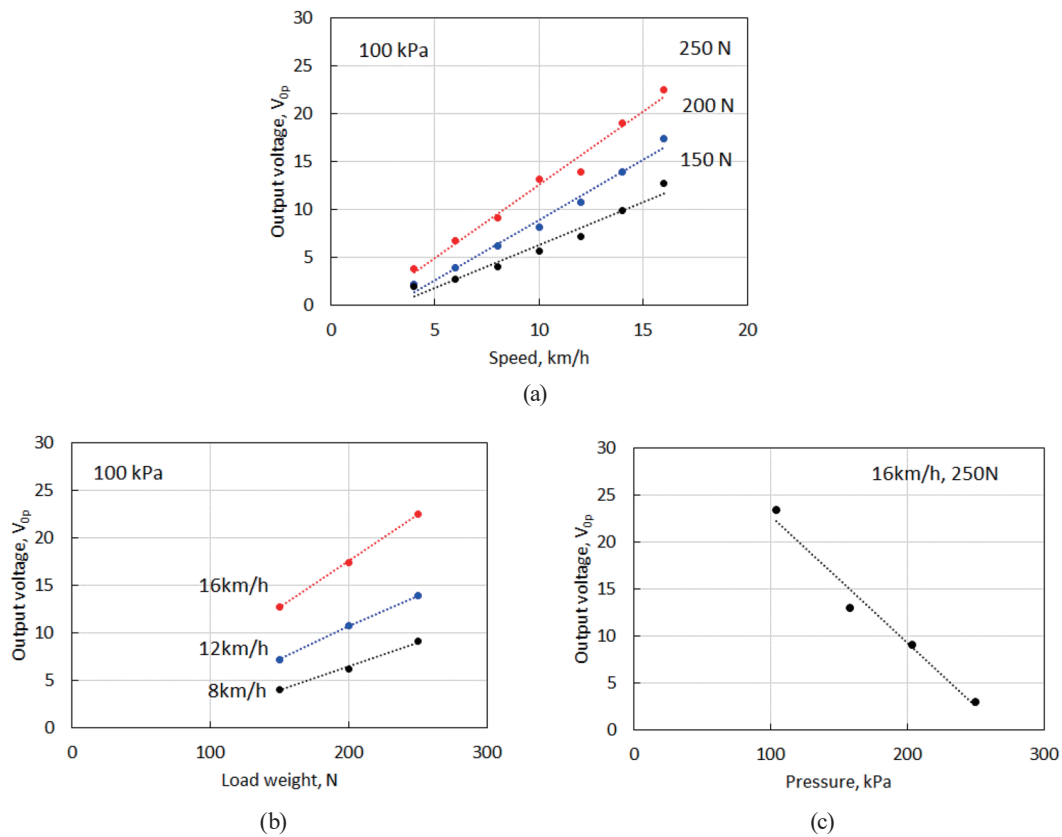 30
100 kPa
250 N
25
200 N
20
150 N
15
10
5
0
0 5 10 15 20
Output voltage, V0p
Speed, km/h
(a)
30
100 kPa
25
20
15
16km/h
10
12km/h
5
8km/h
0
0 100 200 300
Output voltage, V0p
Load weight, N
(b)
30
16km/h, 250N
25
20
15
10
5
0
0 100 200 300
Output voltage, V0p
Pressure, kPa
(c)